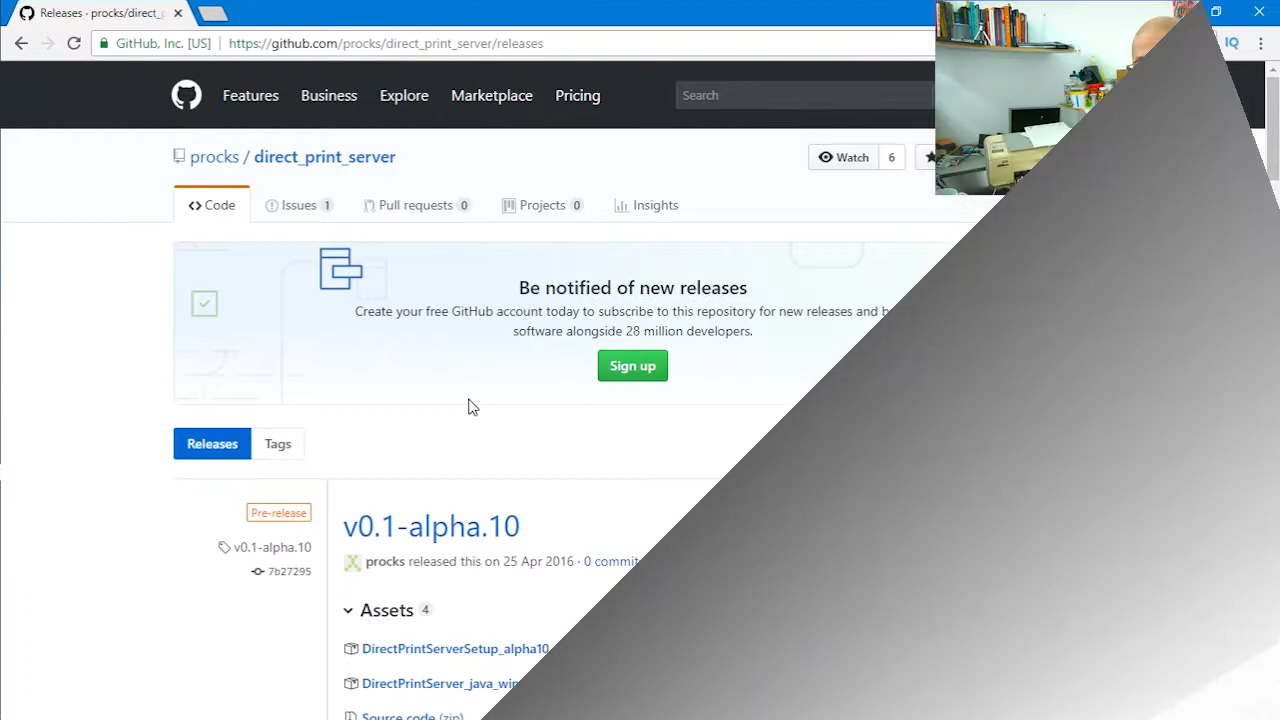 Releases · procks/direct_p
GitHub, Inc. [US] | https://github.com/procks/direct_print_server/releases
IQ
Features Business Explore Marketplace Pricing Search
procks / direct_print_server
Watch 6
Code Issues 1 Pull requests 0 Projects 0 Insights
Be notified of new releases
Create your free GitHub account today to subscribe to this repository for new releases and b
software alongside 28 million developers.
Sign up
Releases Tags
Pre-release
v0.1-alpha.10
7b27295
v0.1-alpha.10
procks released this on 25 Apr 2016 · 0 commit
Assets 4
DirectPrintServerSetup_alpha10
DirectPrintServer_java_win
Source code (zip)